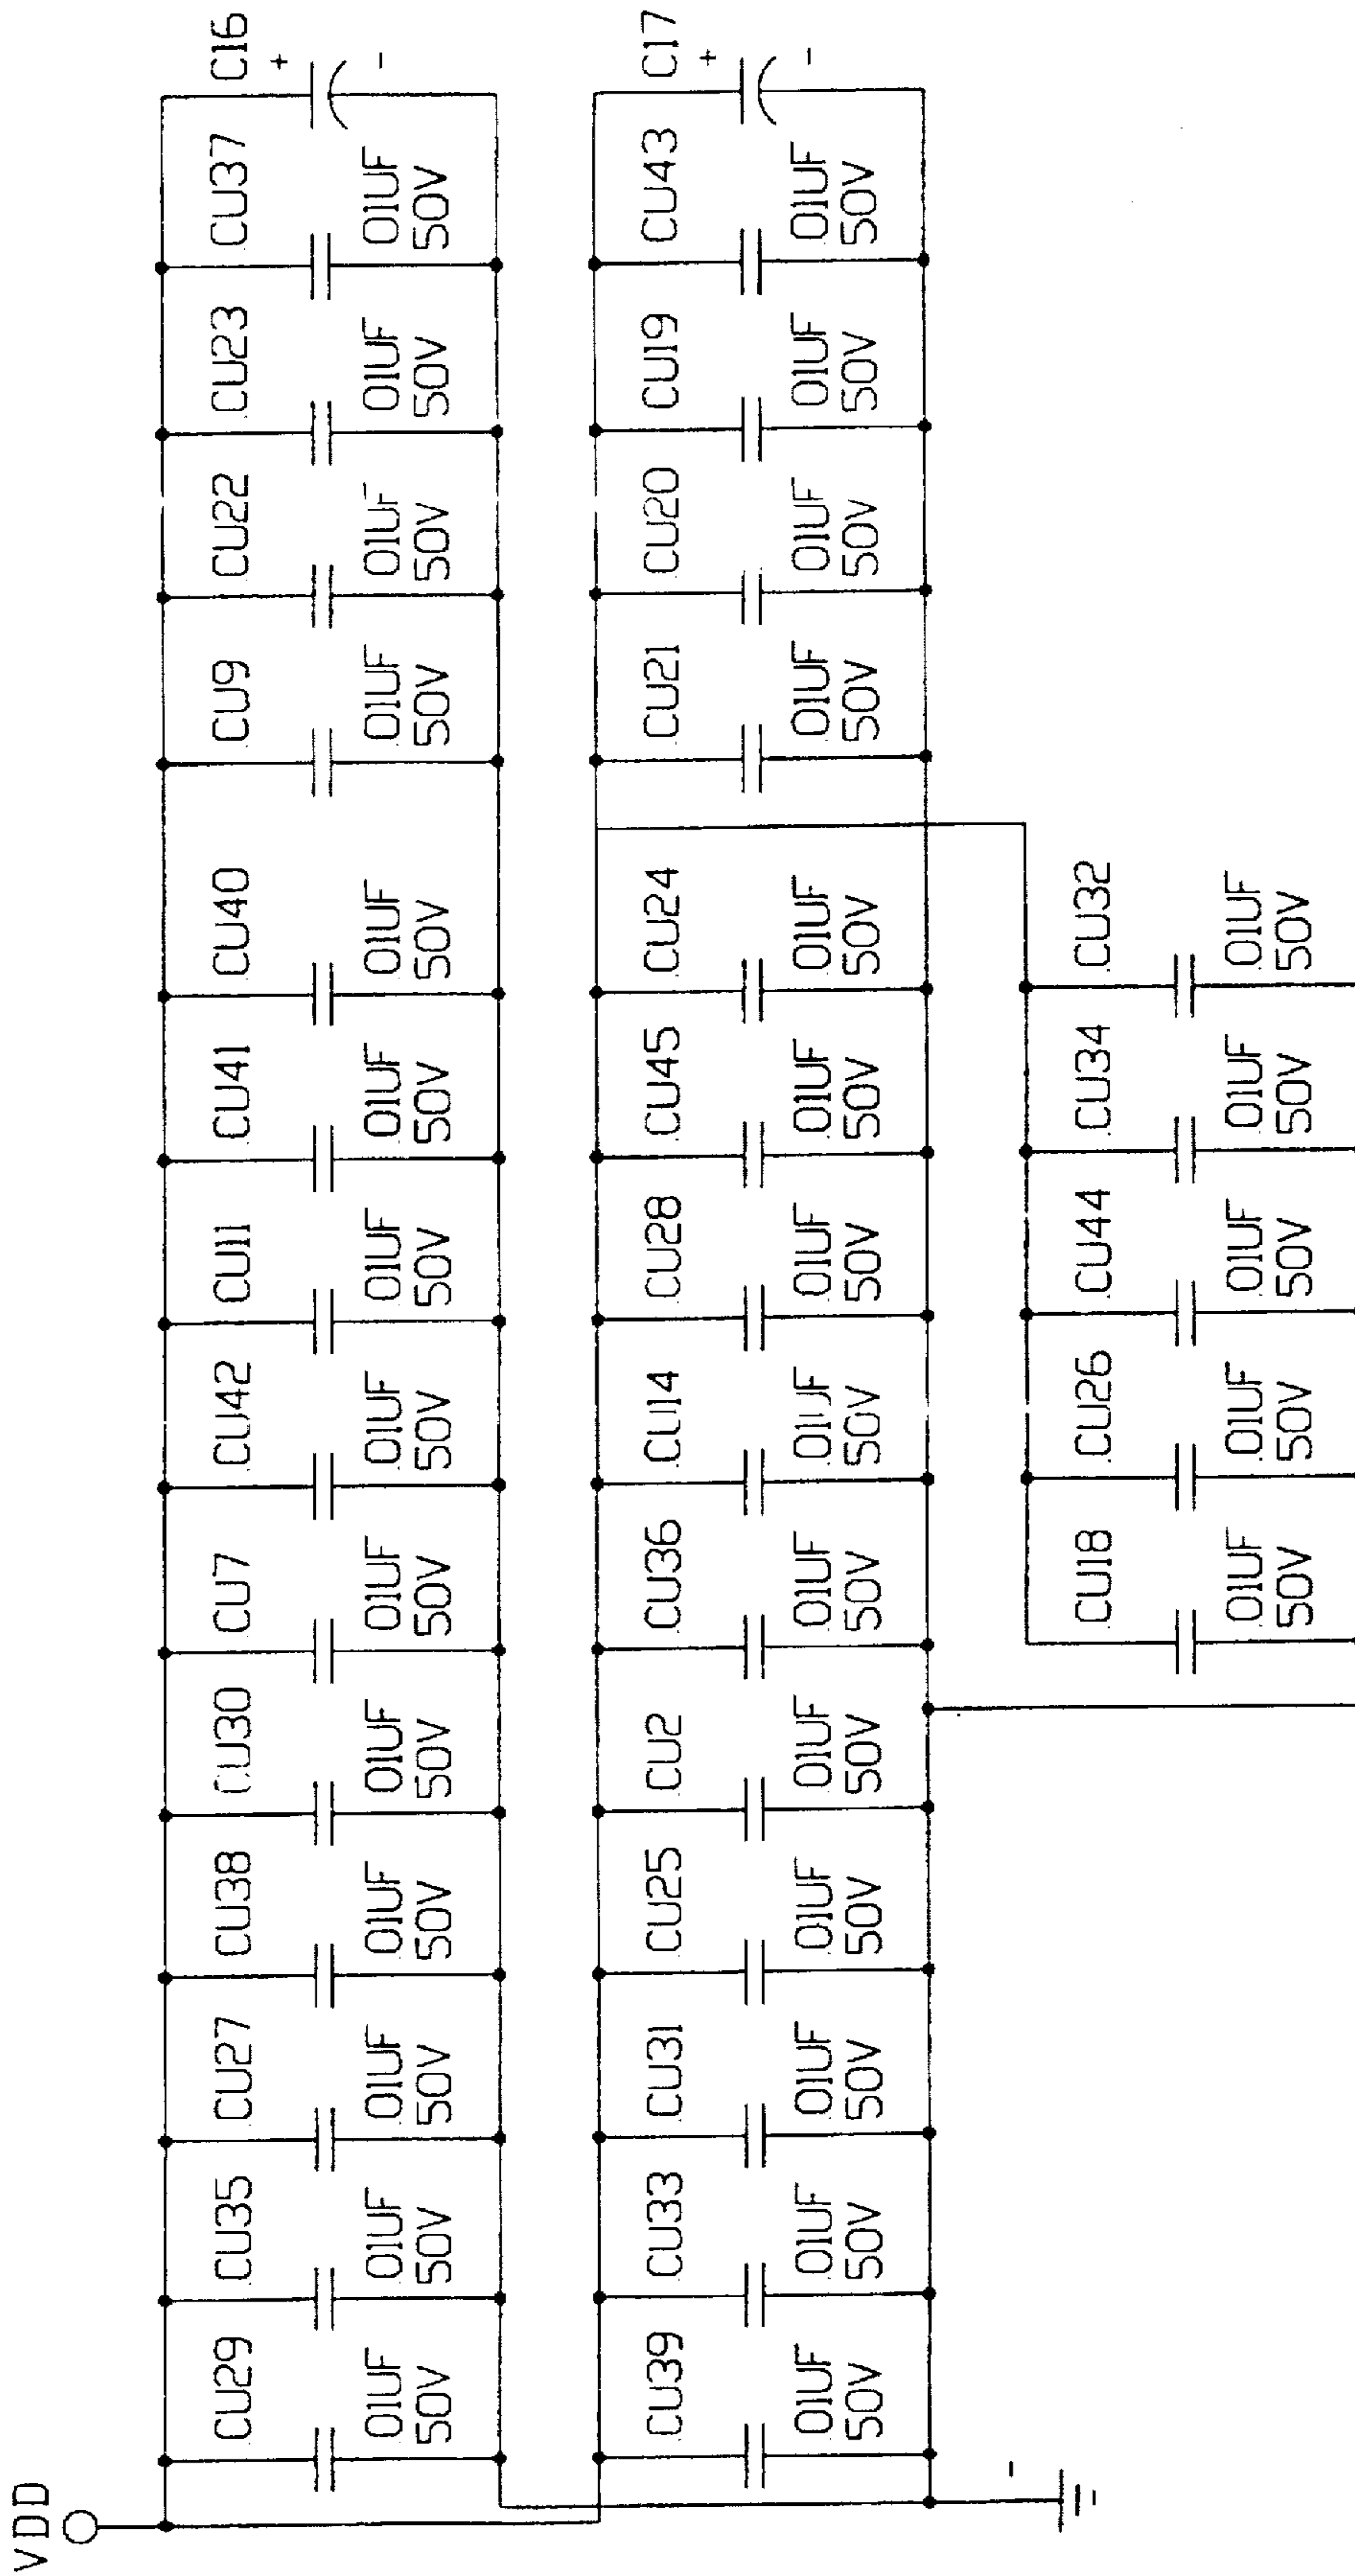 VDD
CU29 CU35 CU27 CU38 CU30 CU7 CU42 CU11 CU41 CU40 CU9 CU22 CU23 CU37 C16
+
.01UF .01UF .01UF .01UF .01UF .01UF .01UF .01UF .01UF .01UF .01UF .01UF .01UF .01UF -
50V 50V 50V 50V 50V 50V 50V 50V 50V 50V 50V 50V 50V 50V
CU39 CU33 CU31 CU25 CU2 CU36 CU14 CU28 CU45 CU24 CU21 CU20 CU19 CU43 C17
+
.01UF .01UF .01UF .01UF .01UF .01UF .01UF .01UF .01UF .01UF .01UF .01UF .01UF .01UF -
50V 50V 50V 50V 50V 50V 50V 50V 50V 50V 50V 50V 50V 50V
CU18 CU26 CU44 CU34 CU32
.01UF .01UF .01UF .01UF .01UF
50V 50V 50V 50V 50V